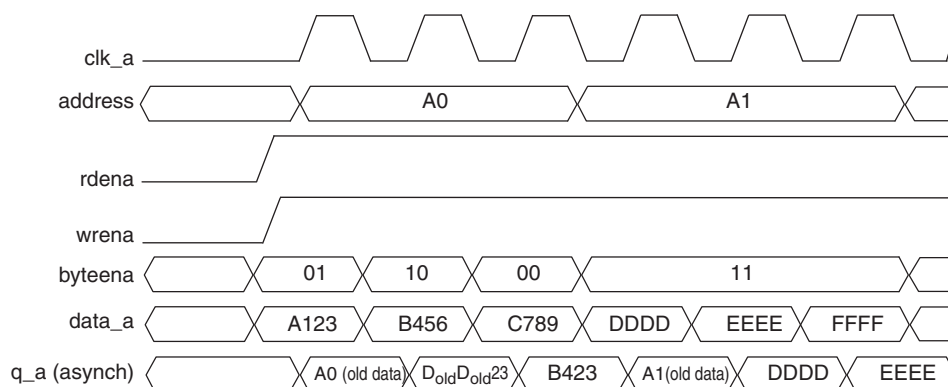 clk_a
address A0 A1
rdena
wrena
byteena 01 10 00 11
data_a A123 B456 C789 DDDD EEEE FFFF
q_a (asynch) A0 (old data) DoldDold23 B423 A1(old data) DDDD EEEE